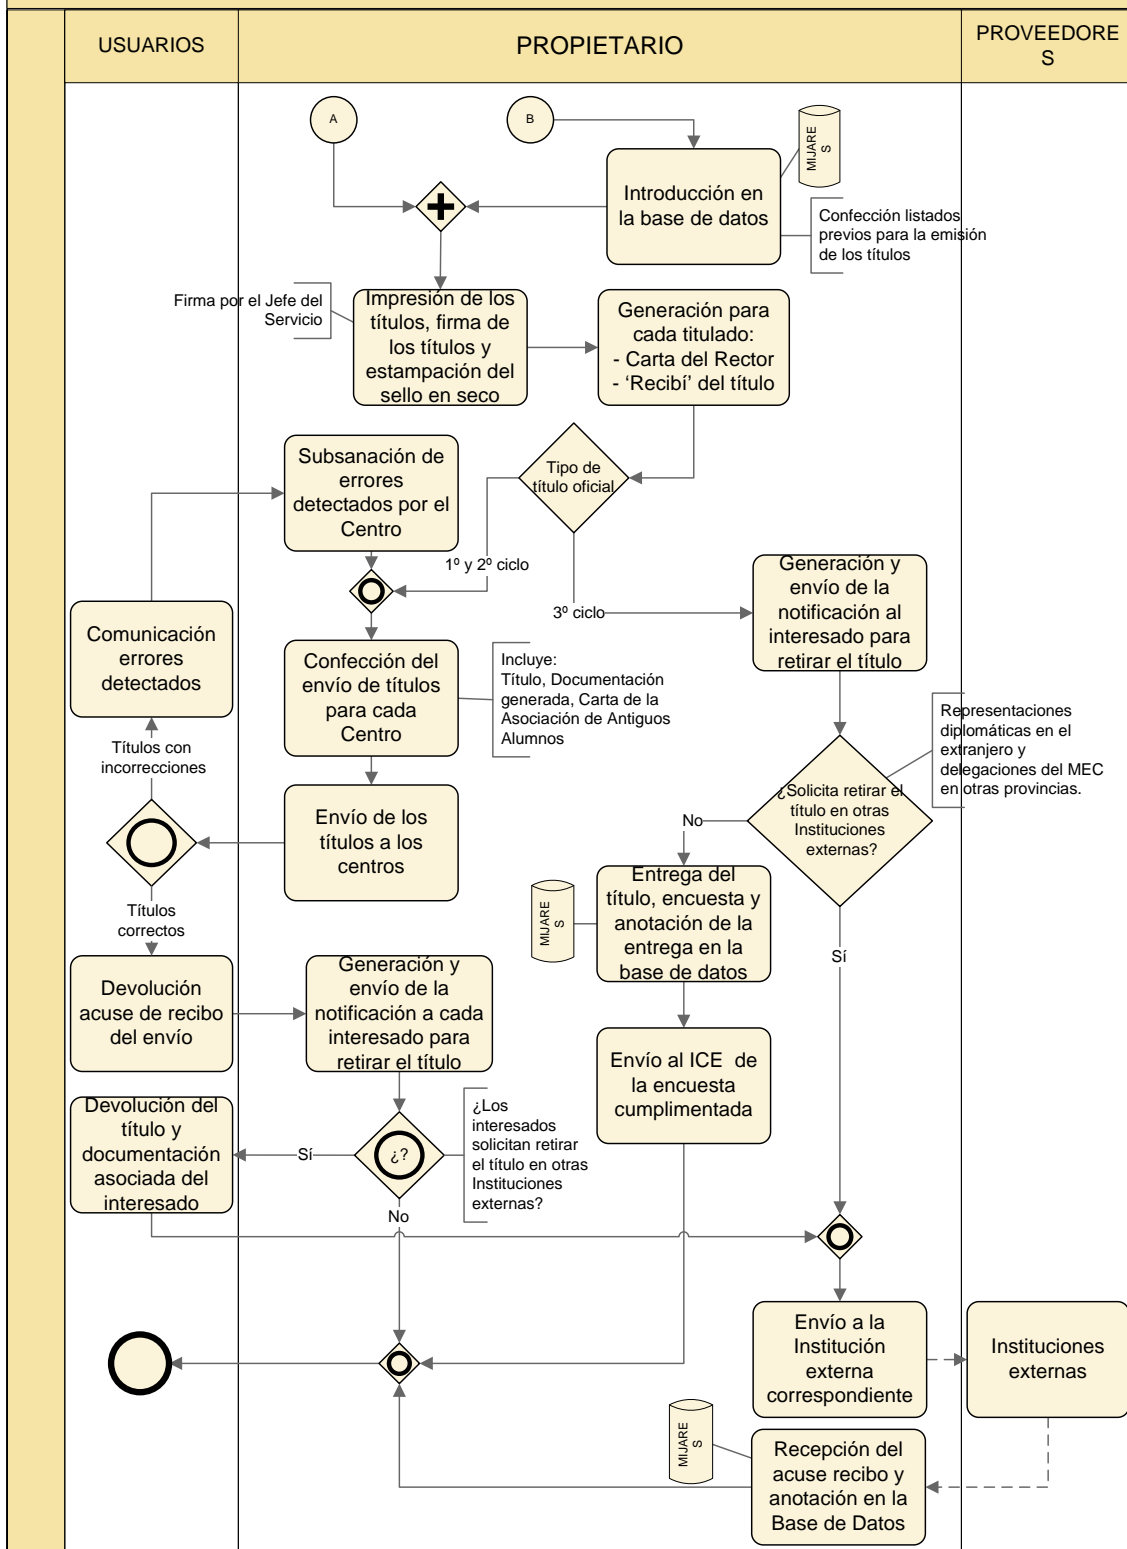 USUARIOS
PROPIETARIO
PROVEEDORE
S
A
B
MIJARE
S
Introducción en
la base de datos
Confección listados
previos para la emisión
de los títulos
Firma por el Jefe del
Servicio
Impresión de los
títulos, firma de
los títulos y
estampación del
sello en seco
Generación para
cada titulado:
- Carta del Rector
- ‘Recibí’ del título
Subsanación de
errores
detectados por el
Centro
Tipo de
título oficial
1º y 2º ciclo
3º ciclo
Generación y
envío de la
notificación al
interesado para
retirar el título
Comunicación
errores
detectados
Confección del
envío de títulos
para cada
Centro
Incluye:
Título, Documentación
generada, Carta de la
Asociación de Antiguos
Alumnos
Representaciones
diplomáticas en el
extranjero y
delegaciones del MEC
en otras provincias.
Títulos con
incorrecciones
¿Solicita retirar el
título en otras
Instituciones
externas?
No
Sí
Envío de los
títulos a los
centros
Títulos
correctos
MIJARE
S
Entrega del
título, encuesta y
anotación de la
entrega en la
base de datos
Devolución
acuse de recibo
del envío
Generación y
envío de la
notificación a cada
interesado para
retirar el título
Envío al ICE de
la encuesta
cumplimentada
Devolución del
título y
documentación
asociada del
interesado
Sí
¿?
¿Los
interesados
solicitan retirar
el título en otras
Instituciones
externas?
No
Envío a la
Institución
externa
correspondiente
Instituciones
externas
MIJARE
S
Recepción del
acuse recibo y
anotación en la
Base de Datos